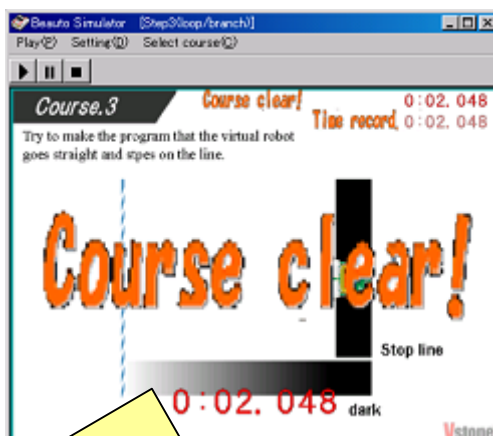 Beauto Simulator [Step3(loop/branch)]
Play(P) Setting(D) Select course(C)
Course.3
Course clear! 0:02. 048
Time record 0:02. 048
Try to make the program that the virtual robot
goes straight and stpes on the line.
Course clear!
Stop line
0:02. 048 dark
Vstone